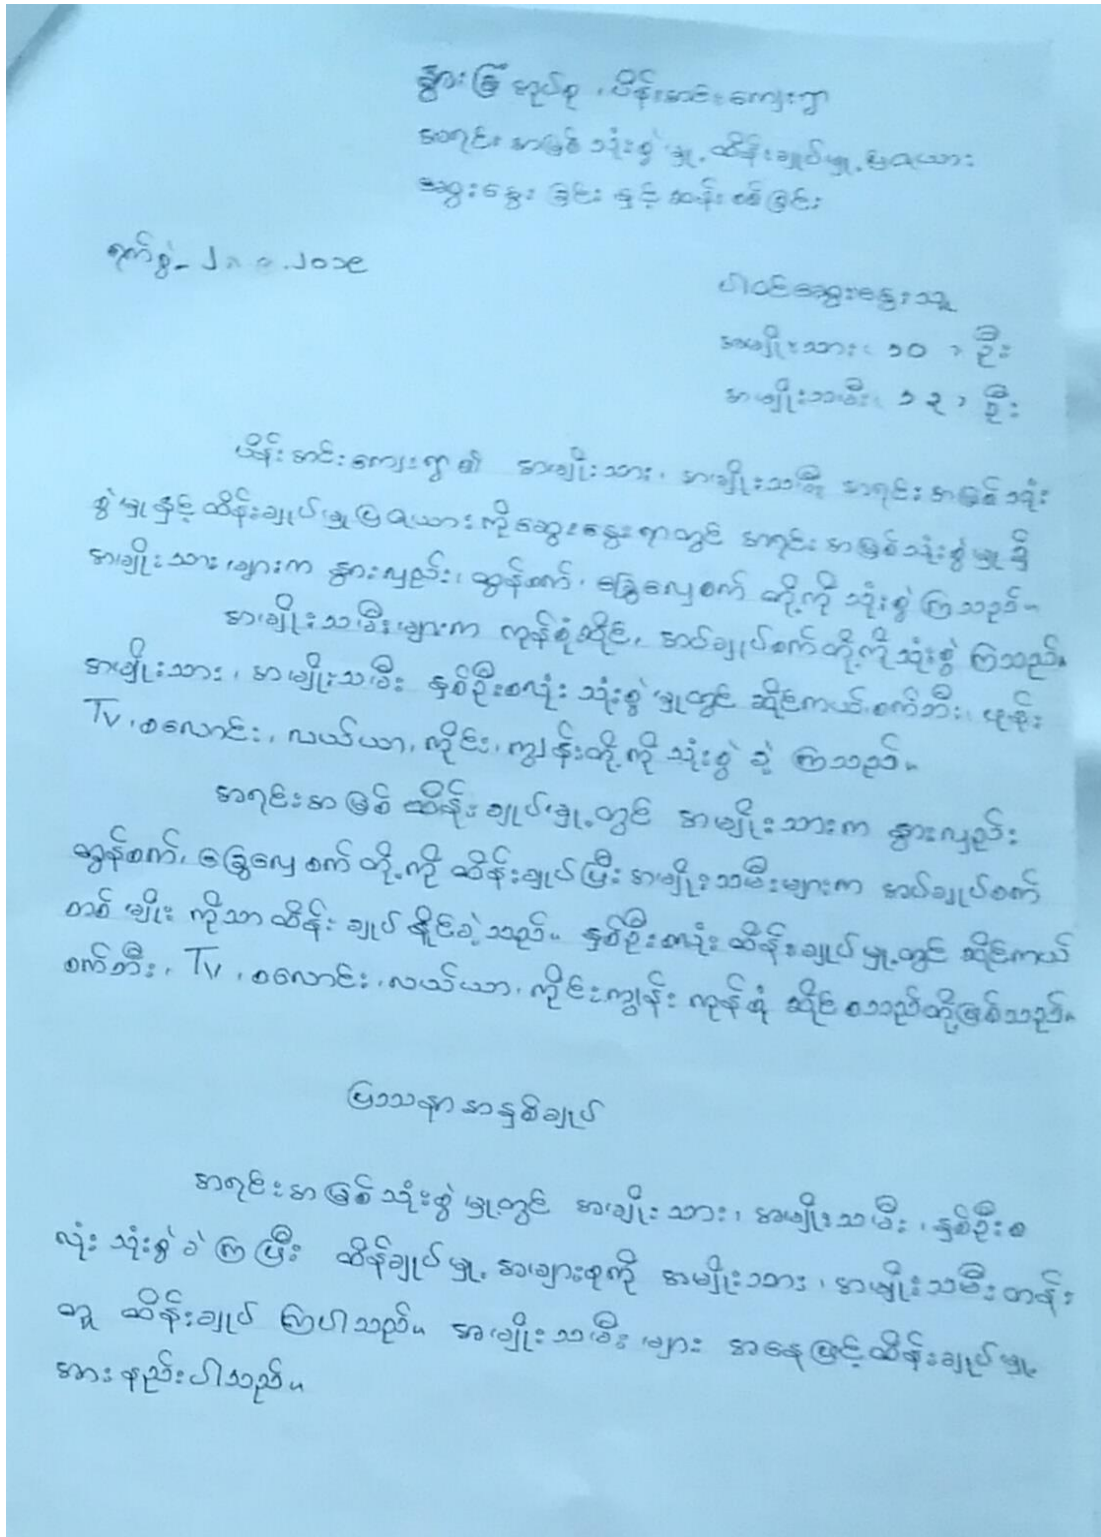 နွားခြံအုပ်စု ၊ ပိန်းအင်းကျေးရွာ
အရင်းအမြစ်သုံးစွဲမှု့ ထိန်းချုပ်မှု့ မြဇယား
ဆွေးနွေးခြင်းနှင့်ဆန်းစစ်ခြင်း
ရက်စွဲ- .၂၀၁၉
ပါဝင်ဆွေးနွေးသူ
အမျိုးသား( ၁၀ ) ဦး
အမျိုးသမီး( ၁၃ ) ဦး
ပိန်းအင်းကျေးရွာ၏ အမျိုးသား၊ အမျိုးသမီး အရင်းအမြစ်သုံး
စွဲမှုနှင့်ထိန်းချုပ်မှုမြဇယားကိုဆွေးနွေးရာတွင် အရင်းအမြစ်သုံးစွဲမှု၌
အမျိုးသားများက နွားလှည်း၊ ထွန်စက်၊ ခြွေလှေ့စက် တို့ကိုသုံးစွဲကြသည်။
အမျိုးသမီးများက ကုန်စုံဆိုင်၊ အပ်ချုပ်စက်တို့ကိုသုံးစွဲကြသည်။
အမျိုးသား၊ အမျိုးသမီး နှစ်ဦးစလုံး သုံးစွဲမှုတွင် ဆိုင်ကယ်၊ စက်ဘီး၊ ဖုန်း
TV ၊ စလောင်း၊ လယ်ယာ၊ ကိုင်း၊ ကျွန်းတို့ကိုသုံးစွဲခဲ့ကြသည်။
အရင်းအမြစ်ထိန်းချုပ်မှု့တွင် အမျိုးသားက နွားလှည်း
ထွန်စက်၊ ခြွေလှေ့စက်တို့ကို ထိန်းချုပ်ပြီး အမျိုးသမီးများက အပ်ချုပ်စက်
တစ်မျိုး ကိုသာထိန်းချုပ်နိုင်ခဲ့သည်။ နှစ်ဦးစလုံးထိန်းချုပ်မှု့တွင် ဆိုင်ကယ်
စက်ဘီး၊ TV ၊ စလောင်း၊ လယ်ယာ၊ ကိုင်းကျွန်း ကုန်စုံဆိုင်စသည်တို့ဖြစ်သည်။
ပြဿနာအနှစ်ချုပ်
အရင်းအမြစ်သုံးစွဲမှု့တွင် အမျိုးသား၊ အမျိုးသမီး၊ နှစ်ဦးစ
လုံး သုံးစွဲခဲကြပြီး ထိန်ချုပ်မှု့ အများစုကို အမျိုးသား၊ အမျိုးသမီးတန်း
တူ ထိန်းချုပ်ကြပါသည်။ အမျိုးသမီးများ အနေဖြင့်ထိန်းချုပ်မှု့
အားနည်းပါသည်။